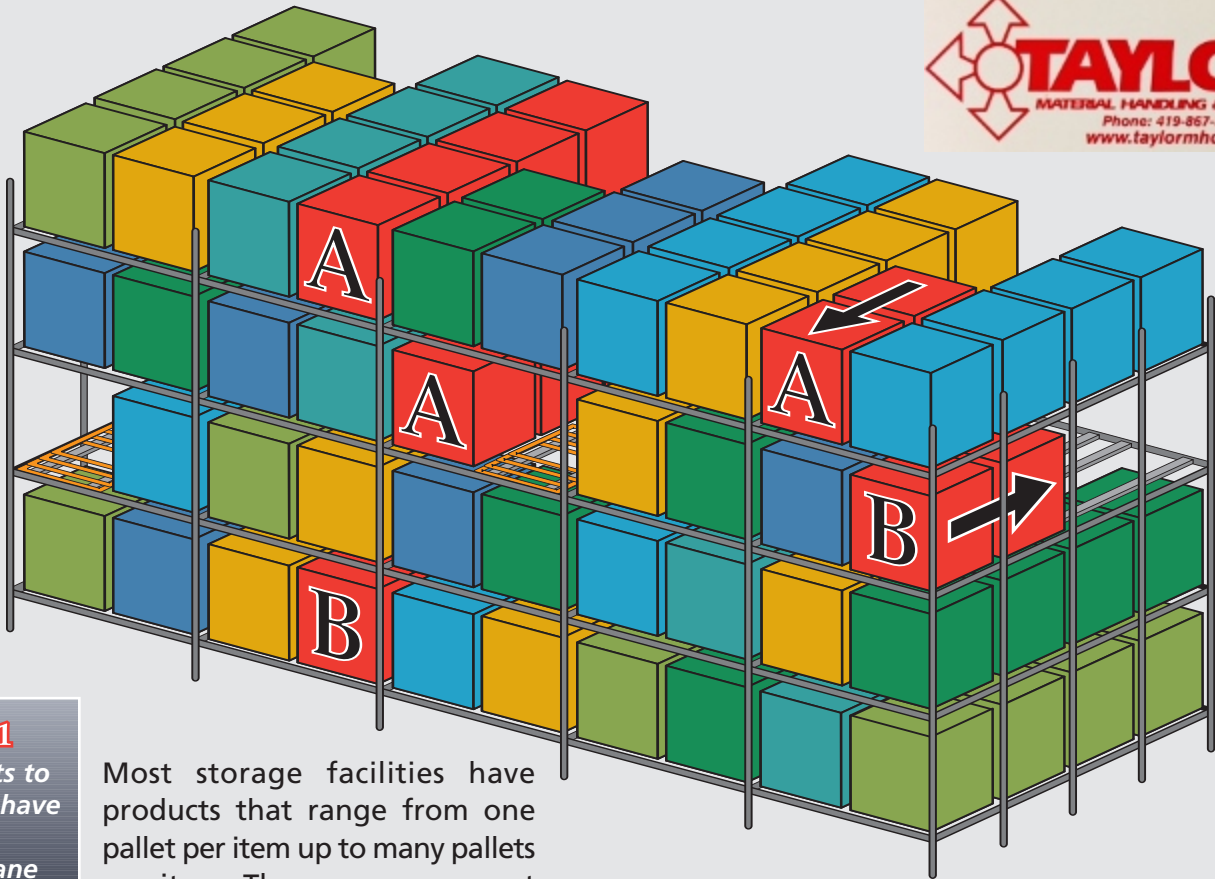 TAYLO
MATERIAL HANDLING &
Phone: 419-867-
www.taylormh
A
A
A
B
B
1
ts to
have
ane
Most storage facilities have
products that range from one
pallet per item up to many pallets